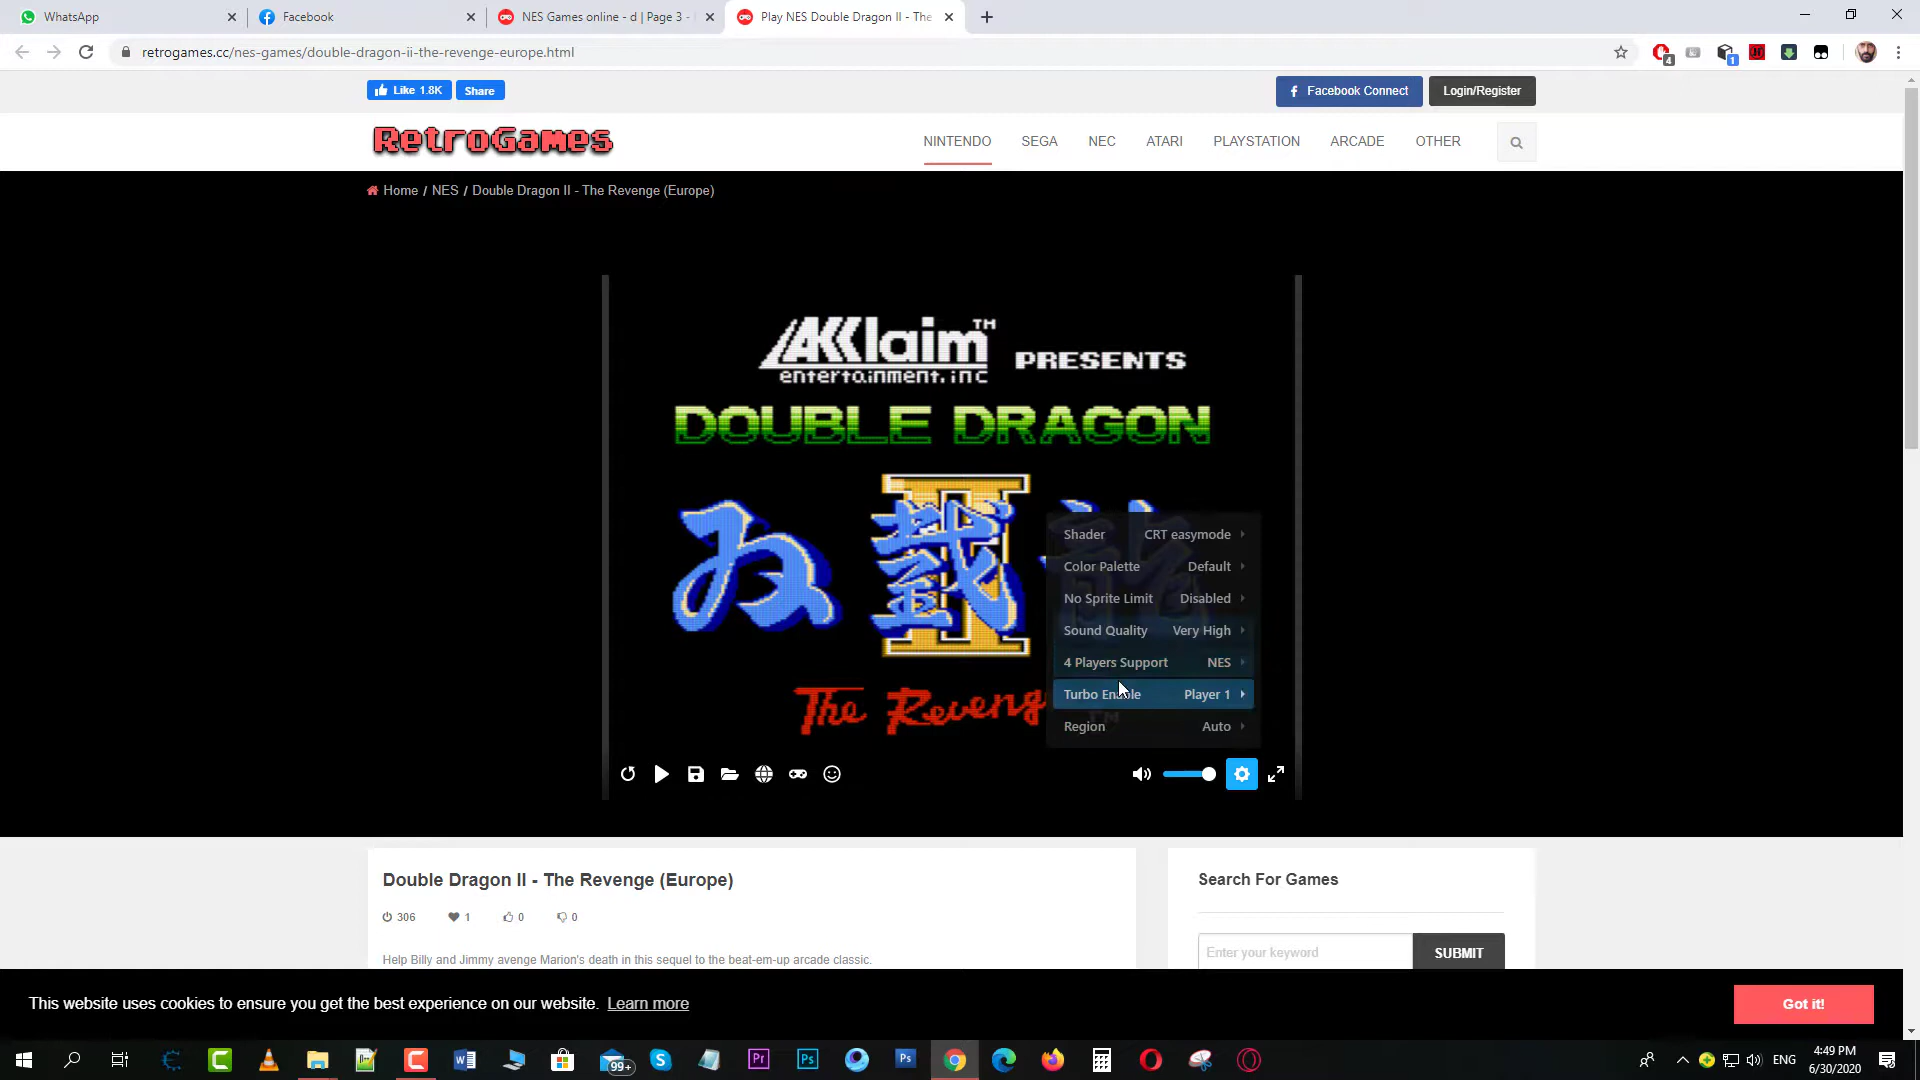 WhatsApp
Facebook
NES Games online - d | Page 3 -
Play NES Double Dragon II - The
retrogames.cc/nes-games/double-dragon-ii-the-revenge-europe.html
4
1
Like 1.8K
Share
Facebook Connect
Login/Register
RetroGames
NINTENDO
SEGA
NEC
ATARI
PLAYSTATION
ARCADE
OTHER
Home / NES / Double Dragon II - The Revenge (Europe)
AKKlaim™
entertainment.inc
PRESENTS
DOUBLE DRAGON
II
The Revenge
Shader CRT easymode
Color Palette Default
No Sprite Limit Disabled
Sound Quality Very High
4 Players Support NES
Turbo Enable Player 1
Region Auto
Double Dragon II - The Revenge (Europe)
306 1 0 0
Help Billy and Jimmy avenge Marion's death in this sequel to the beat-em-up arcade classic.
Search For Games
Enter your keyword
SUBMIT
This website uses cookies to ensure you get the best experience on our website. Learn more
Got it!
99+
ENG
4:49 PM
6/30/2020